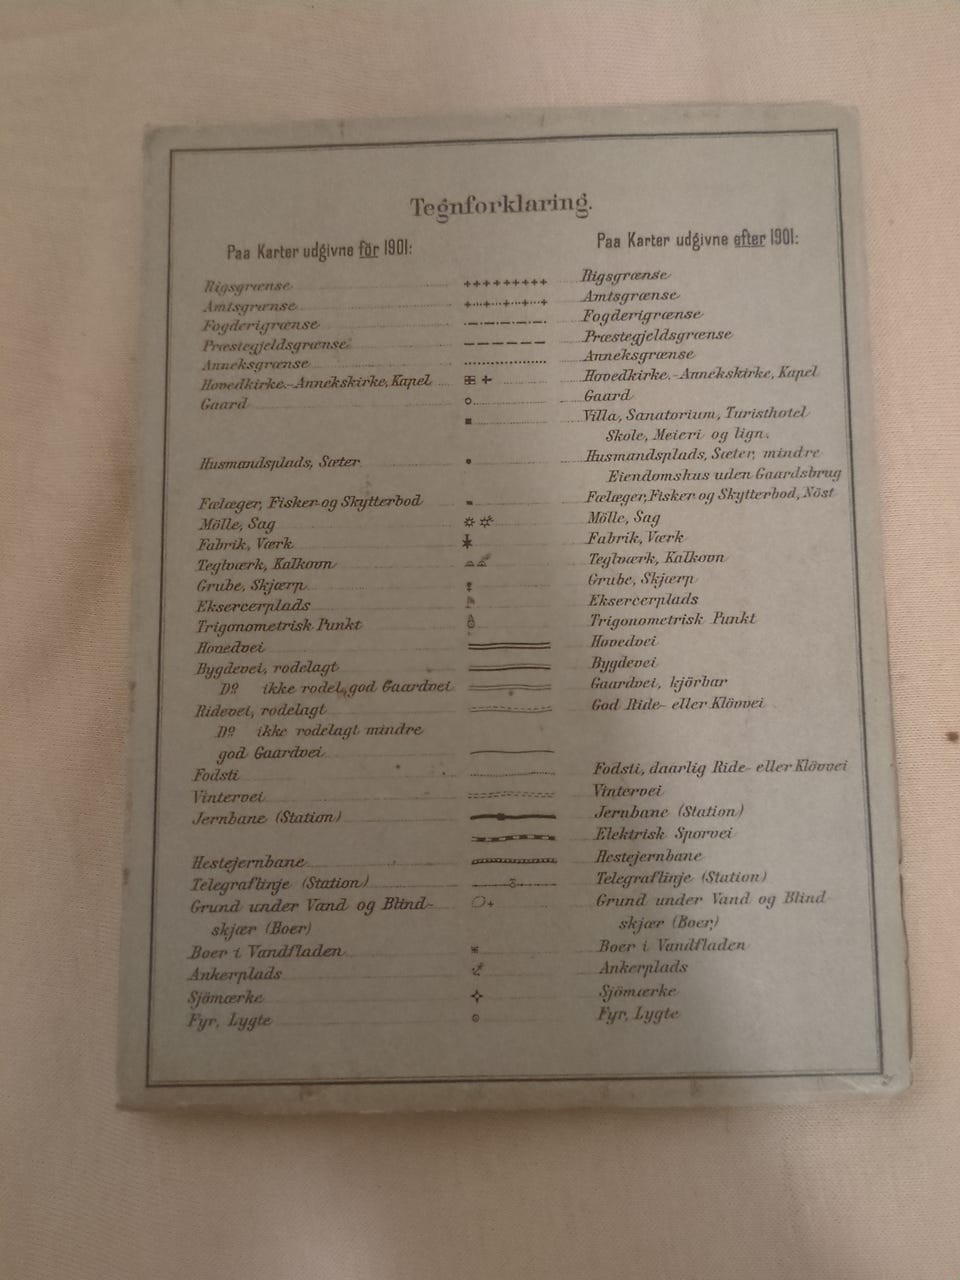 Tegnforklaring.
Paa Karter udgivne för 1901: Paa Karter udgivne efter 1901:
Rigsgrænse Rigsgrænse
Amtsgrænse Amtsgrænse
Fogderigrænse Fogderigrænse
Præstegjeldsgrænse Præstegjeldsgrænse
Anneksgrænse Anneksgrænse
Hovedkirke.-Annekskirke, Kapel Hovedkirke.-Annekskirke, Kapel
Gaard Gaard
Villa, Sanatorium, Turisthotel
Skole, Meieri og lign.
Husmandsplads, Sæter Husmandsplads, Sæter, mindre
Eiendomshus uden Gaardsbrug
Fælæger, Fisker-og Skytterbod Fælæger, Fisker og Skytterbod, Nöst
Mölle, Sag Mölle, Sag
Fabrik, Værk Fabrik, Værk
Teglværk, Kalkovn Teglværk, Kalkovn
Grube, Skjærp Grube, Skjærp
Eksercerplads Eksercerplads
Trigonometrisk Punkt Trigonometrisk Punkt
Hovedvei Hovedvei
Bygdevei, rodelagt Bygdevei
Dº ikke rodel, god Gaardvei Gaardvei, kjörbar
Ridevei, rodelagt God Ride- eller Klövvei
Dº ikke rodelagt mindre
god Gaardvei
Fodsti Fodsti, daarlig Ride- eller Klövvei
Vintervei Vintervei
Jernbane (Station) Jernbane (Station)
Elektrisk Sporvei
Hestejernbane Hestejernbane
Telegraflinje (Station) Telegraflinje (Station)
Grund under Vand og Blind- Grund under Vand og Blind-
skjær (Boer) skjær (Boer)
Boer i Vandfladen Boer i Vandfladen
Ankerplads Ankerplads
Sjömærke Sjömærke
Fyr, Lygte Fyr, Lygte